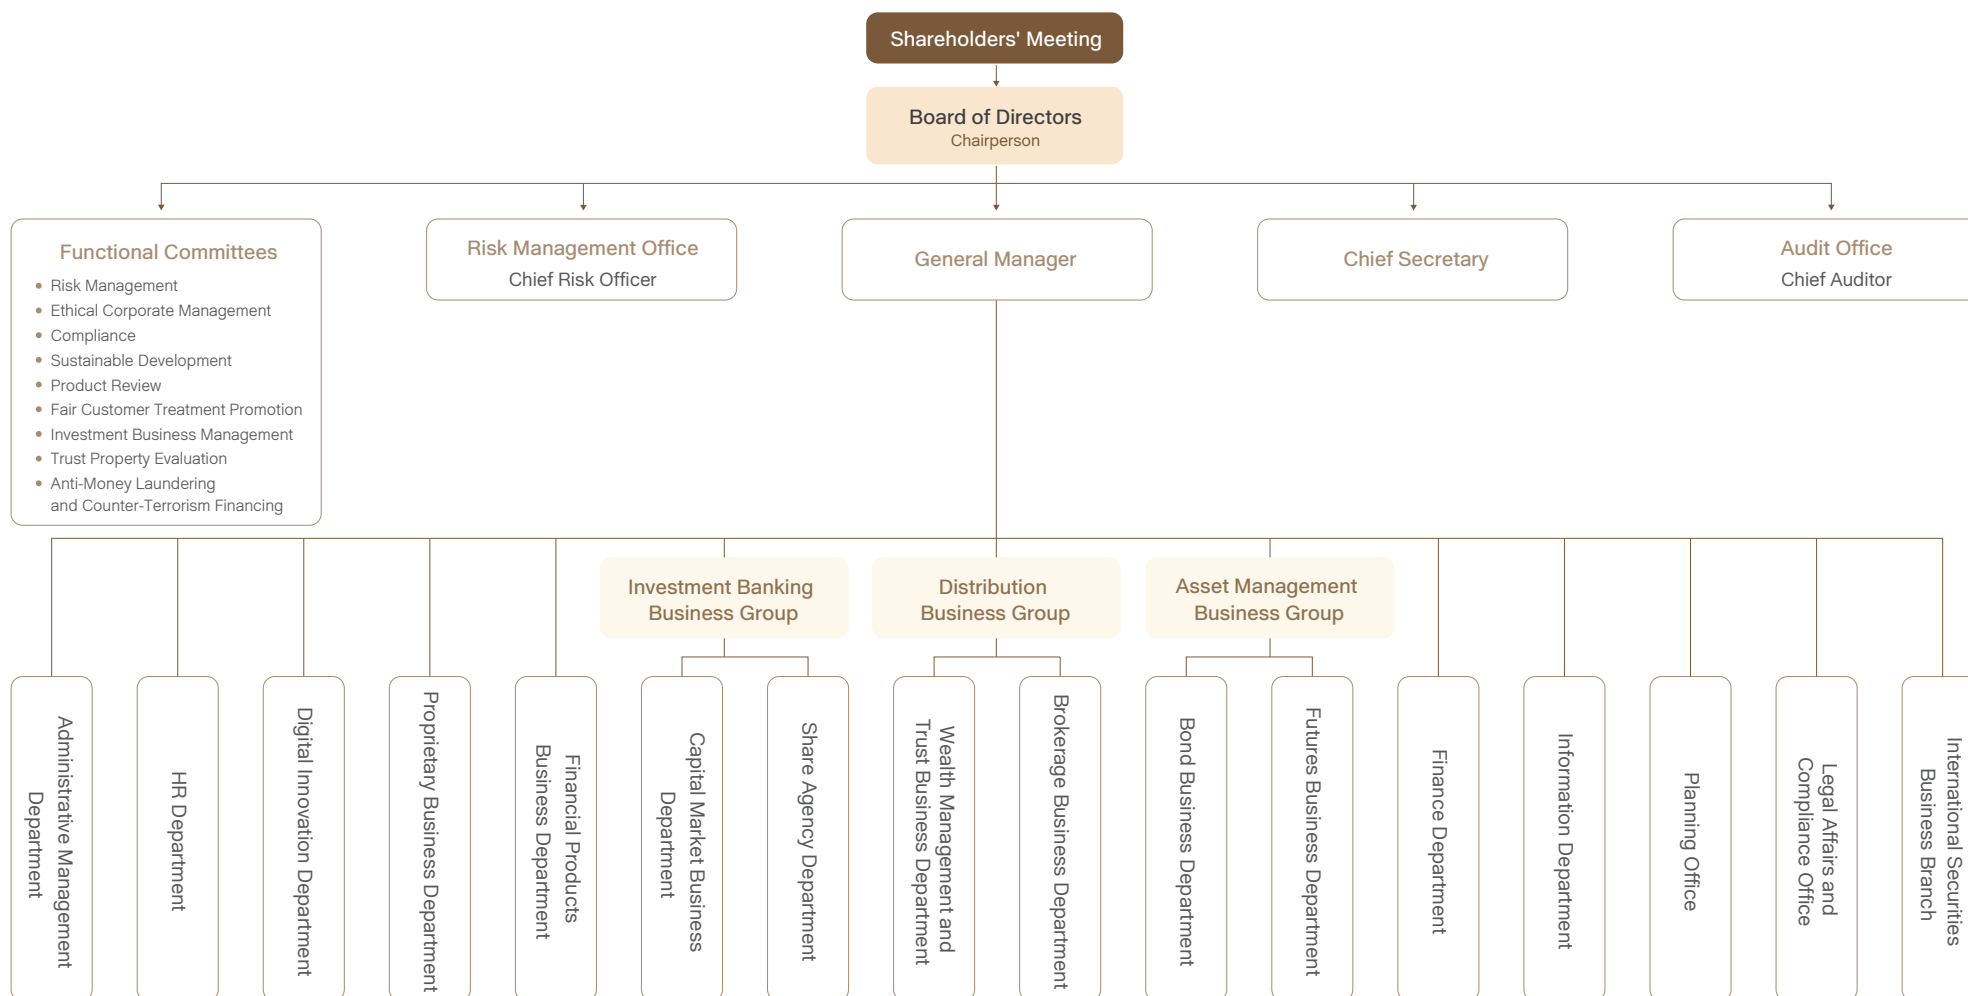 Shareholders' Meeting
Board of Directors
Chairperson
Functional Committees
• Risk Management
• Ethical Corporate Management
• Compliance
• Sustainable Development
• Product Review
• Fair Customer Treatment Promotion
• Investment Business Management
• Trust Property Evaluation
• Anti-Money Laundering
and Counter-Terrorism Financing
Risk Management Office
Chief Risk Officer
General Manager
Chief Secretary
Audit Office
Chief Auditor
Investment Banking
Business Group
Distribution
Business Group
Asset Management
Business Group
Administrative Management
Department
HR Department
Digital Innovation Department
Proprietary Business Department
Financial Products
Business Department
Capital Market Business
Department
Share Agency Department
Wealth Management and
Trust Business Department
Brokerage Business Department
Bond Business Department
Futures Business Department
Finance Department
Information Department
Planning Office
Legal Affairs and
Compliance Office
International Securities
Business Branch